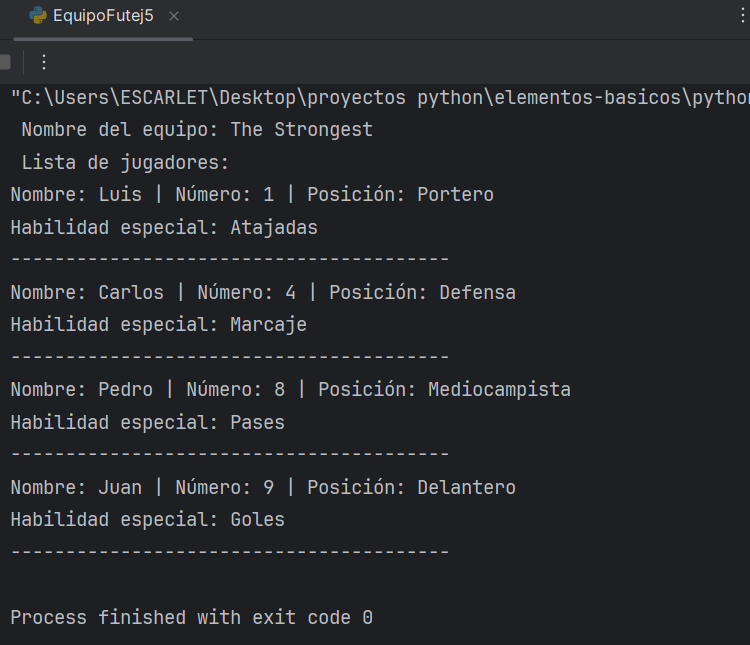 EquipoFutej5
"C:\Users\ESCARLET\Desktop\proyectos python\elementos-basicos\pythor
Nombre del equipo: The Strongest
Lista de jugadores:
Nombre: Luis | Número: 1 | Posición: Portero
Habilidad especial: Atajadas
----------------------------------------
Nombre: Carlos | Número: 4 | Posición: Defensa
Habilidad especial: Marcaje
----------------------------------------
Nombre: Pedro | Número: 8 | Posición: Mediocampista
Habilidad especial: Pases
----------------------------------------
Nombre: Juan | Número: 9 | Posición: Delantero
Habilidad especial: Goles
----------------------------------------
Process finished with exit code 0